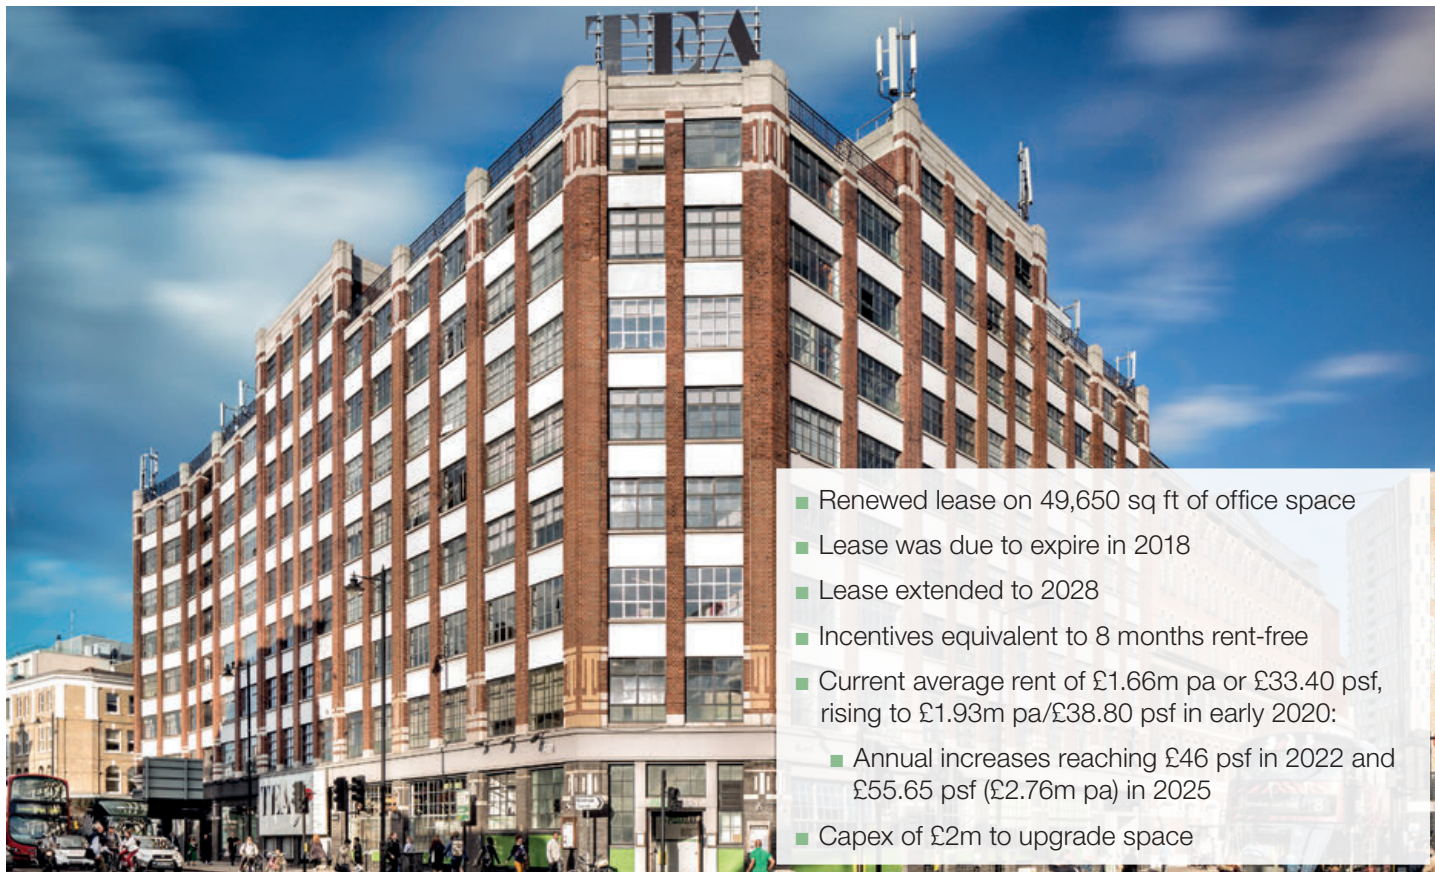 TEA
Renewed lease on 49,650 sq ft of office space
Lease was due to expire in 2018
Lease extended to 2028
Incentives equivalent to 8 months rent-free
Current average rent of £1.66m pa or £33.40 psf,
rising to £1.93m pa/£38.80 psf in early 2020:
Annual increases reaching £46 psf in 2022 and
£55.65 psf (£2.76m pa) in 2025
Capex of £2m to upgrade space
TEA